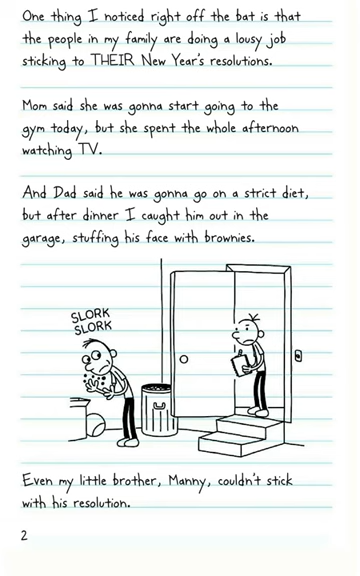 One thing I noticed right off the bat is that
the people in my family are doing a lousy job
sticking to THEIR New Year's resolutions.
Mom said she was gonna start going to the
gym today, but she spent the whole afternoon
watching TV.
And Dad said he was gonna go on a strict diet,
but after dinner I caught him out in the
garage, stuffing his face with brownies.
SLORK
SLORK
Even my little brother, Manny, couldn't stick
with his resolution.
2